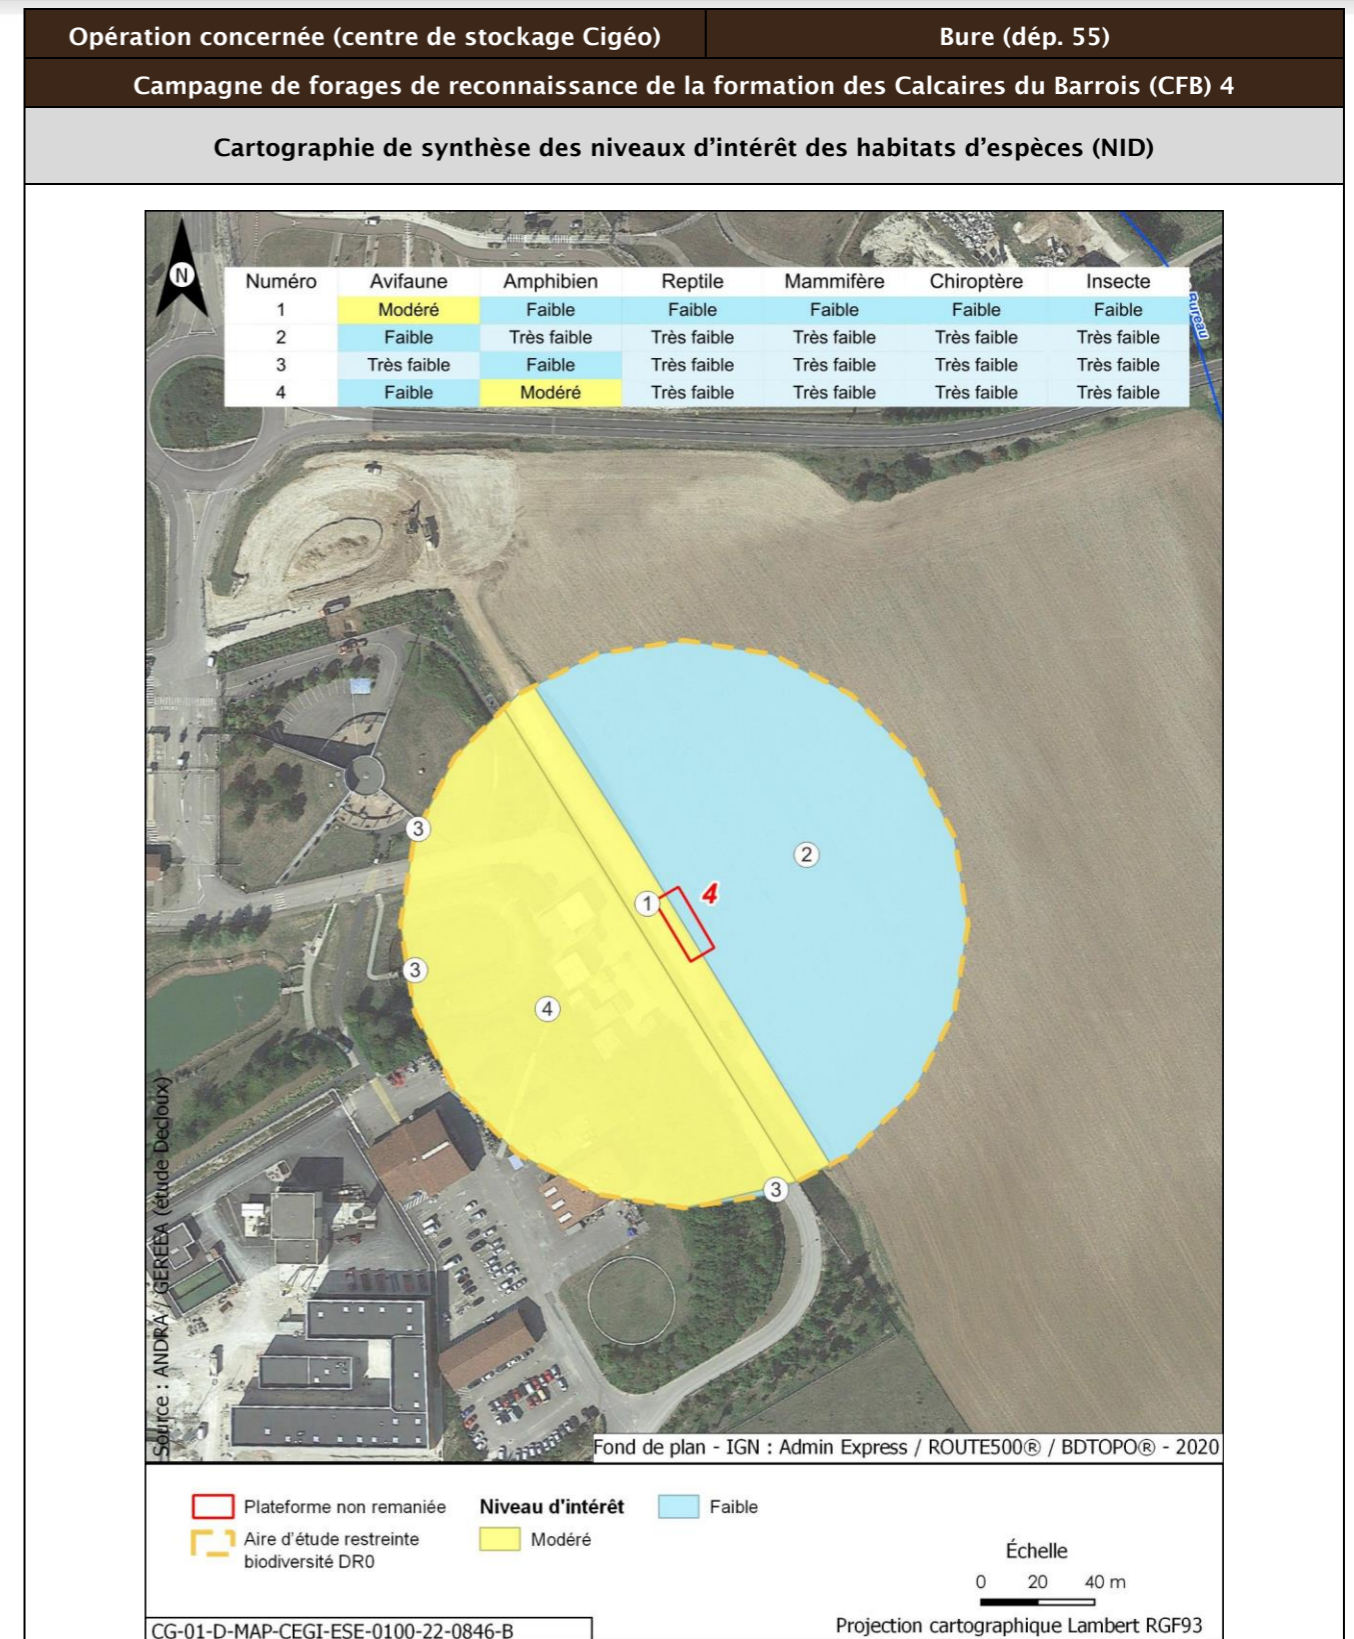 Opération concernée (centre de stockage Cigéo) Bure (dép. 55)
Campagne de forages de reconnaissance de la formation des Calcaires du Barrois (CFB) 4
Cartographie de synthèse des niveaux d'intérêt des habitats d'espèces (NID)
N
Numéro Avifaune Amphibien Reptile Mammifère Chiroptère Insecte
1 Modéré Faible Faible Faible Faible Faible
2 Faible Très faible Très faible Très faible Très faible Très faible
3 Très faible Faible Très faible Très faible Très faible Très faible
4 Faible Modéré Très faible Très faible Très faible Très faible
Bureau
3
2
1
4
3
4
3
Source : ANDRA / GEREEA (étude Decloux)
Fond de plan - IGN : Admin Express / ROUTE500® / BDTOPO® - 2020
Plateforme non remaniée Niveau d'intérêt Faible
Aire d'étude restreinte Modéré
biodiversité DR0
Échelle
0 20 40 m
Projection cartographique Lambert RGF93
CG-01-D-MAP-CEGI-ESE-0100-22-0846-B